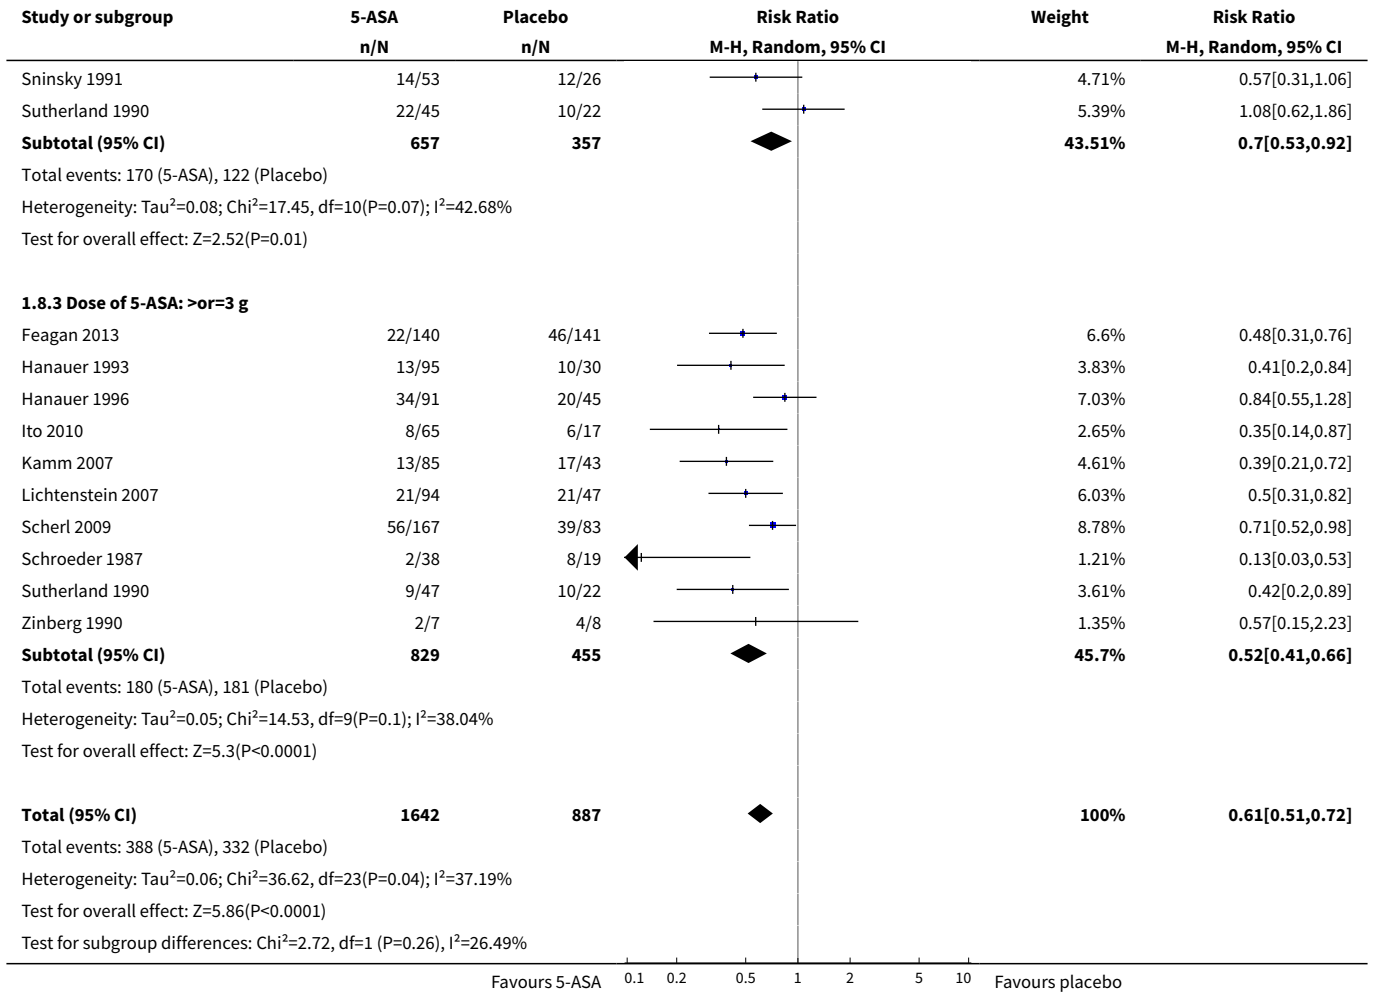 Study or subgroup 5-ASA Placebo Risk Ratio Weight Risk Ratio
n/N n/N M-H, Random, 95% CI M-H, Random, 95% CI
Sninsky 1991 14/53 12/26 4.71% 0.57[0.31,1.06]
Sutherland 1990 22/45 10/22 5.39% 1.08[0.62,1.86]
Subtotal (95% CI) 657 357 43.51% 0.7[0.53,0.92]
Total events: 170 (5-ASA), 122 (Placebo)
Heterogeneity: Tau²=0.08; Chi²=17.45, df=10(P=0.07); I²=42.68%
Test for overall effect: Z=2.52(P=0.01)
1.8.3 Dose of 5-ASA: >or=3 g
Feagan 2013 22/140 46/141 6.6% 0.48[0.31,0.76]
Hanauer 1993 13/95 10/30 3.83% 0.41[0.2,0.84]
Hanauer 1996 34/91 20/45 7.03% 0.84[0.55,1.28]
Ito 2010 8/65 6/17 2.65% 0.35[0.14,0.87]
Kamm 2007 13/85 17/43 4.61% 0.39[0.21,0.72]
Lichtenstein 2007 21/94 21/47 6.03% 0.5[0.31,0.82]
Scherl 2009 56/167 39/83 8.78% 0.71[0.52,0.98]
Schroeder 1987 2/38 8/19 1.21% 0.13[0.03,0.53]
Sutherland 1990 9/47 10/22 3.61% 0.42[0.2,0.89]
Zinberg 1990 2/7 4/8 1.35% 0.57[0.15,2.23]
Subtotal (95% CI) 829 455 45.7% 0.52[0.41,0.66]
Total events: 180 (5-ASA), 181 (Placebo)
Heterogeneity: Tau²=0.05; Chi²=14.53, df=9(P=0.1); I²=38.04%
Test for overall effect: Z=5.3(P<0.0001)
Total (95% CI) 1642 887 100% 0.61[0.51,0.72]
Total events: 388 (5-ASA), 332 (Placebo)
Heterogeneity: Tau²=0.06; Chi²=36.62, df=23(P=0.04); I²=37.19%
Test for overall effect: Z=5.86(P<0.0001)
Test for subgroup differences: Chi²=2.72, df=1 (P=0.26), I²=26.49%
Favours 5-ASA 0.1 0.2 0.5 1 2 5 10 Favours placebo